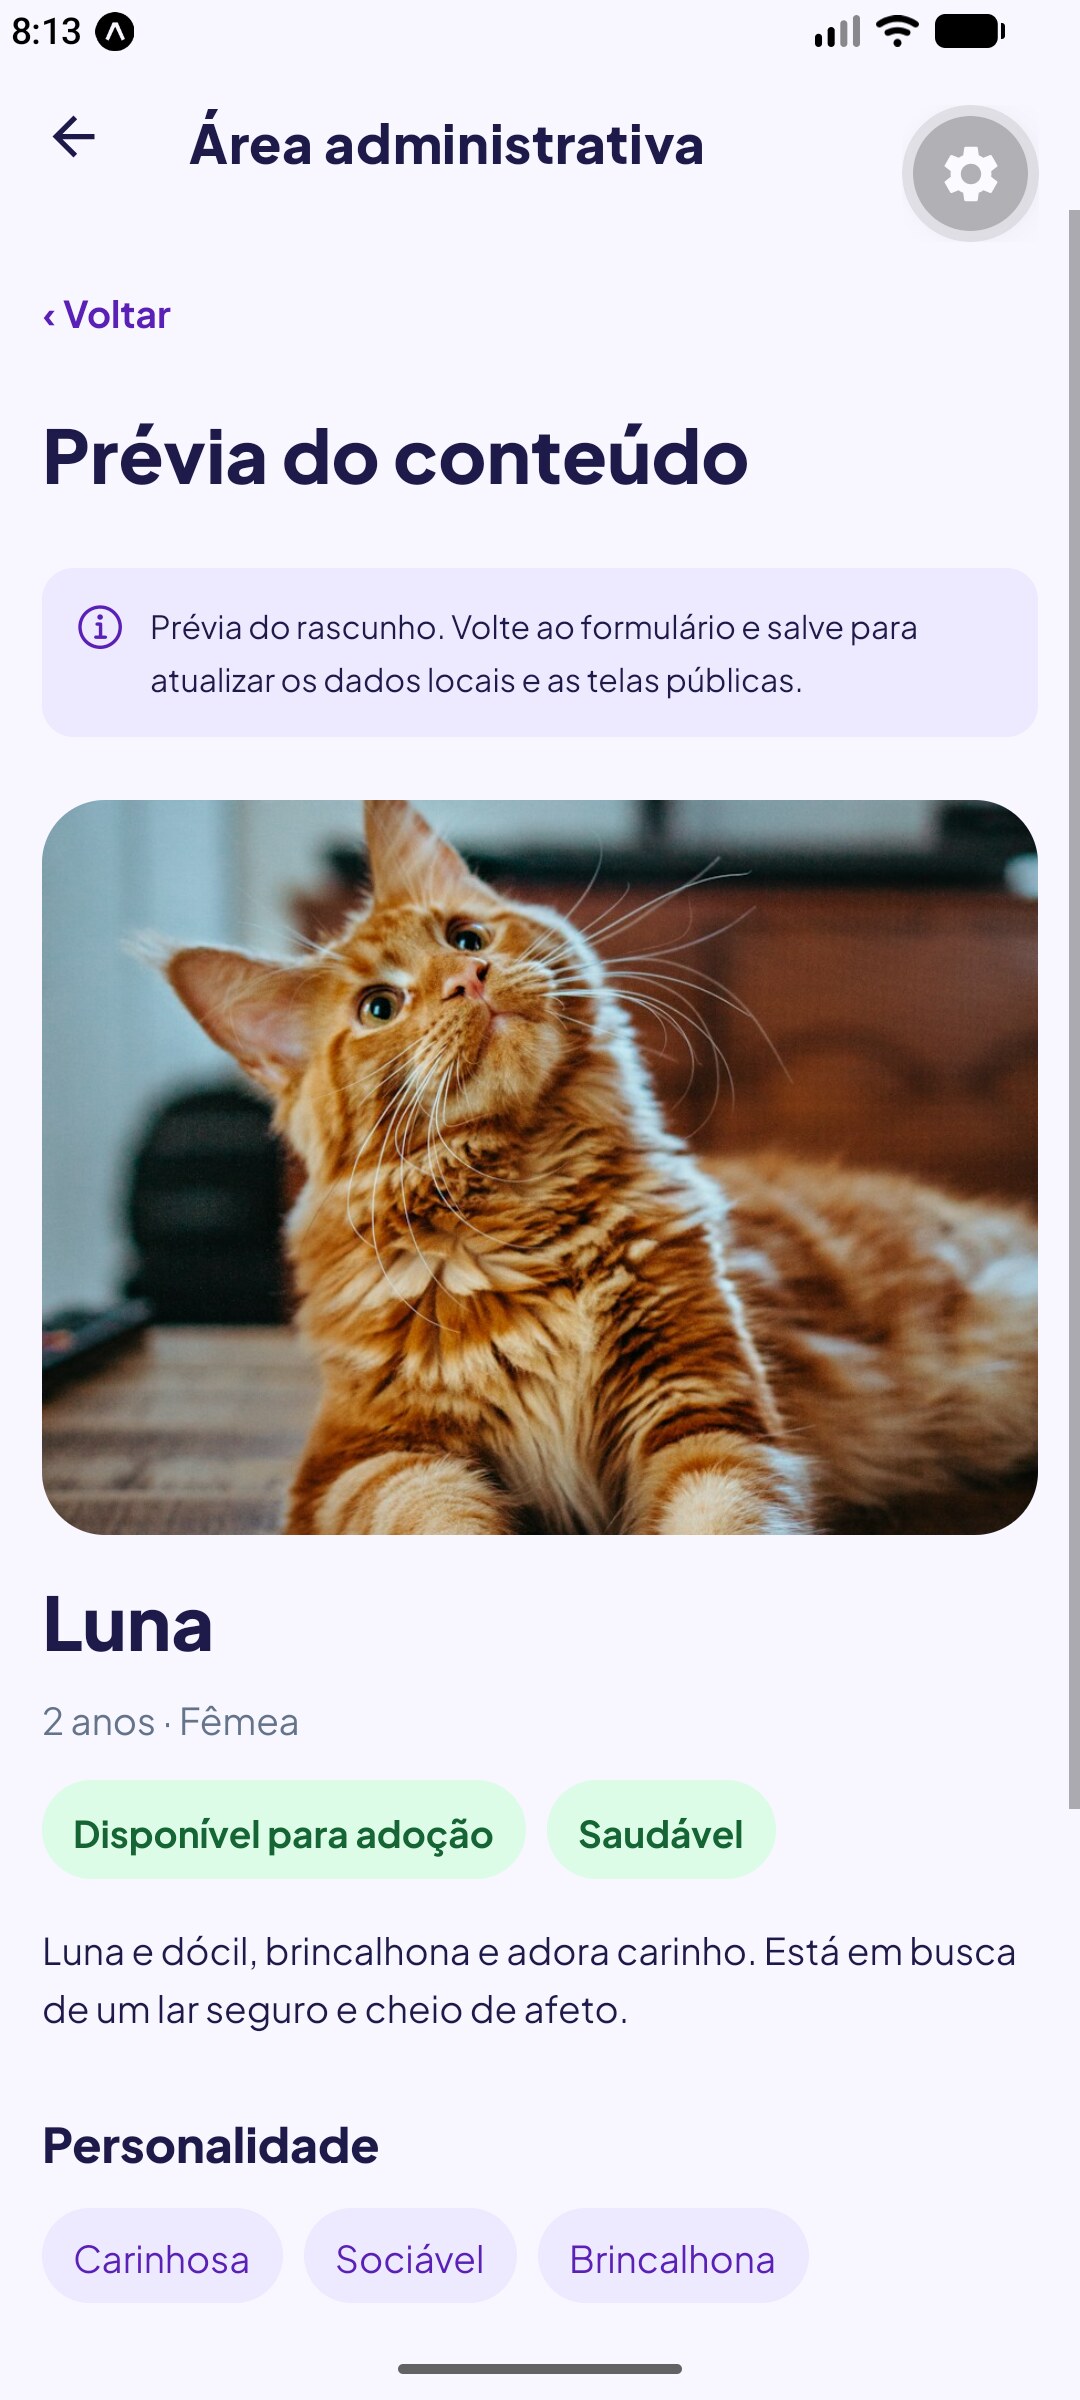 8:13
Área administrativa
‹ Voltar
Prévia do conteúdo
Prévia do rascunho. Volte ao formulário e salve para
atualizar os dados locais e as telas públicas.
Luna
2 anos · Fêmea
Disponível para adoção
Saudável
Luna e dócil, brincalhona e adora carinho. Está em busca
de um lar seguro e cheio de afeto.
Personalidade
Carinhosa
Sociável
Brincalhona